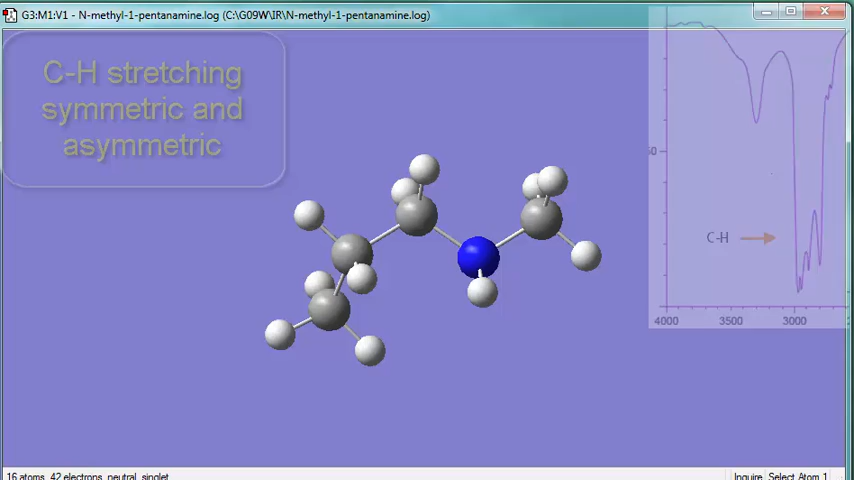 G3:M1:V1 - N-methyl-1-pentanamine.log (C:\G09W\IR\N-methyl-1-pentanamine.log)
C-H stretching
symmetric and
asymmetric
50
C-H
4000 3500 3000
16 atoms, 42 electrons, neutral, singlet
Inquire Select Atom 1